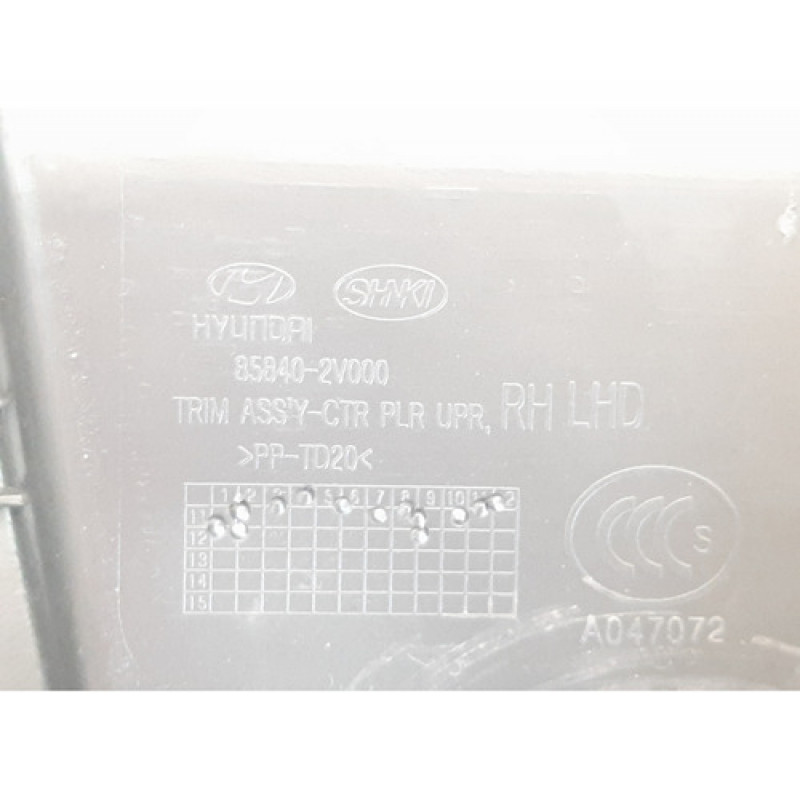 SHNKI
HYUNDAI
85840-2V000
TRIM ASS'Y-CTR PLR UPR, RH LHD
>PP-TD20<
1 2 3 4 5 6 7 8 9 10 11 12
11
12
13
14
15
CCC S
A047072